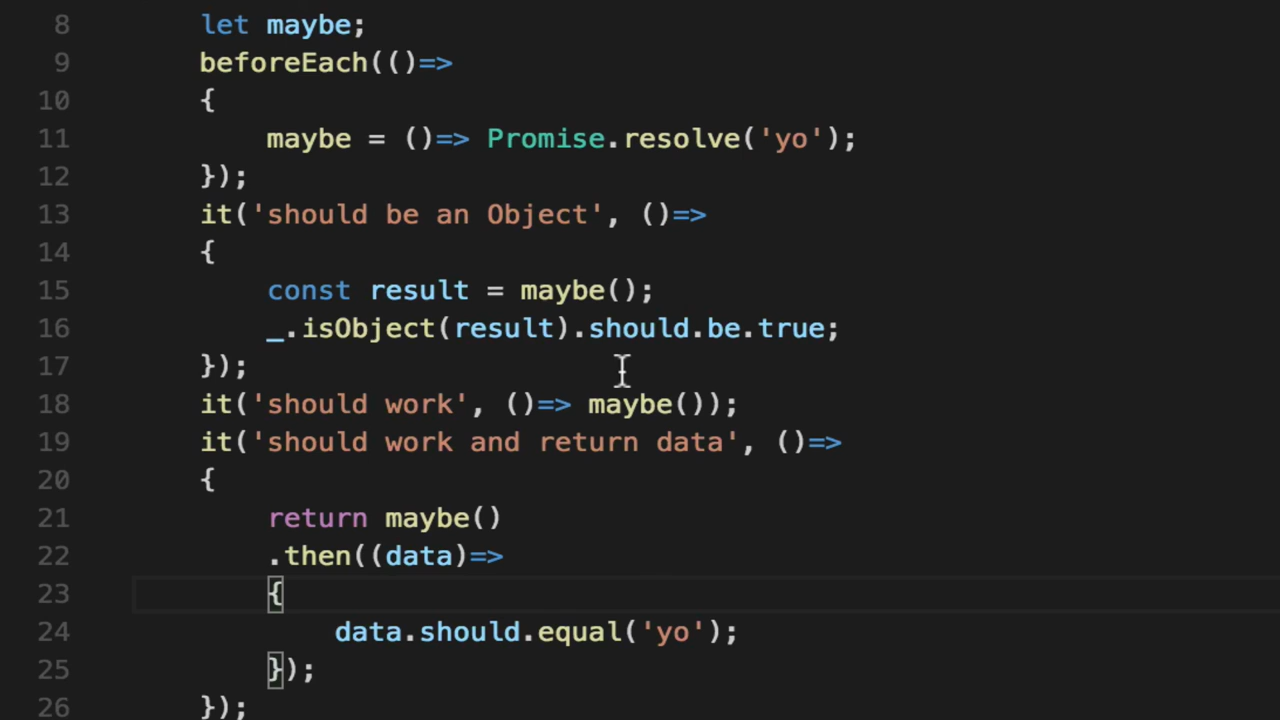 8 let maybe;
9 beforeEach(()=>
10 {
11 maybe = ()=> Promise.resolve('yo');
12 });
13 it('should be an Object', ()=>
14 {
15 const result = maybe();
16 _.isObject(result).should.be.true;
17 });
18 it('should work', ()=> maybe());
19 it('should work and return data', ()=>
20 {
21 return maybe()
22 .then((data)=>
23 {
24 data.should.equal('yo');
25 });
26 });